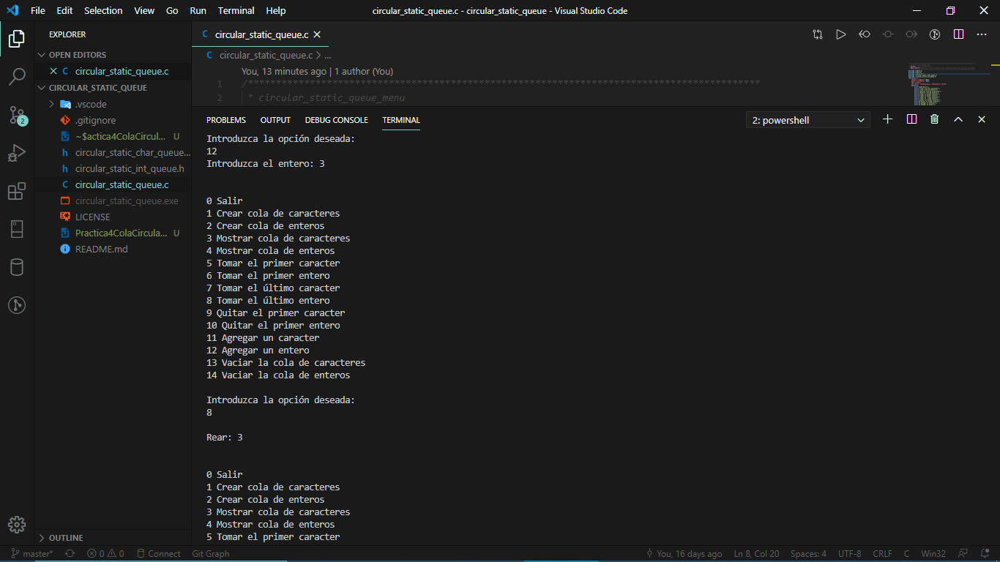 File Edit Selection View Go Run Terminal Help
circular_static_queue.c - circular_static_queue - Visual Studio Code
EXPLORER
OPEN EDITORS
circular_static_queue.c
CIRCULAR_STATIC_QUEUE
.vscode
.gitignore
~$actica4ColaCircul... U
circular_static_char_queue...
circular_static_int_queue.h
circular_static_queue.c
circular_static_queue.exe
LICENSE
Practica4ColaCircula... U
README.md
OUTLINE
2
circular_static_queue.c
circular_static_queue.c > ...
You, 13 minutes ago | 1 author (You)
2 * circular_static_queue_menu
PROBLEMS OUTPUT DEBUG CONSOLE TERMINAL
2: powershell
Introduzca la opción deseada:
12
Introduzca el entero: 3
0 Salir
1 Crear cola de caracteres
2 Crear cola de enteros
3 Mostrar cola de caracteres
4 Mostrar cola de enteros
5 Tomar el primer caracter
6 Tomar el primer entero
7 Tomar el último caracter
8 Tomar el último entero
9 Quitar el primer caracter
10 Quitar el primer entero
11 Agregar un caracter
12 Agregar un entero
13 Vaciar la cola de caracteres
14 Vaciar la cola de enteros
Introduzca la opción deseada:
8
Rear: 3
0 Salir
1 Crear cola de caracteres
2 Crear cola de enteros
3 Mostrar cola de caracteres
4 Mostrar cola de enteros
5 Tomar el primer caracter
master* 0 0 Connect Git Graph You, 16 days ago Ln 8, Col 20 Spaces: 4 UTF-8 CRLF C Win32